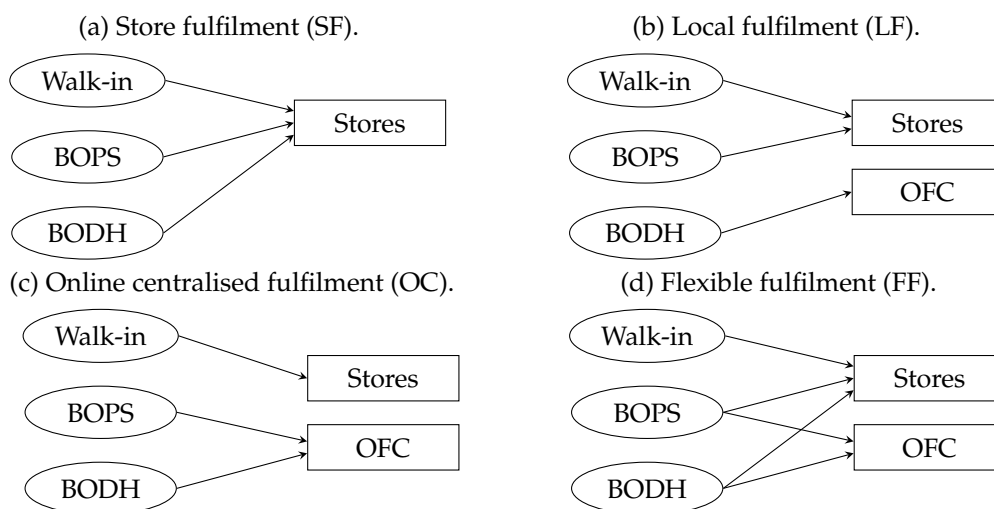 (a) Store fulfilment (SF).
Walk-in
BOPS
BODH
Stores
(b) Local fulfilment (LF).
Walk-in
BOPS
BODH
Stores
OFC
(c) Online centralised fulfilment (OC).
Walk-in
BOPS
BODH
Stores
OFC
(d) Flexible fulfilment (FF).
Walk-in
BOPS
BODH
Stores
OFC